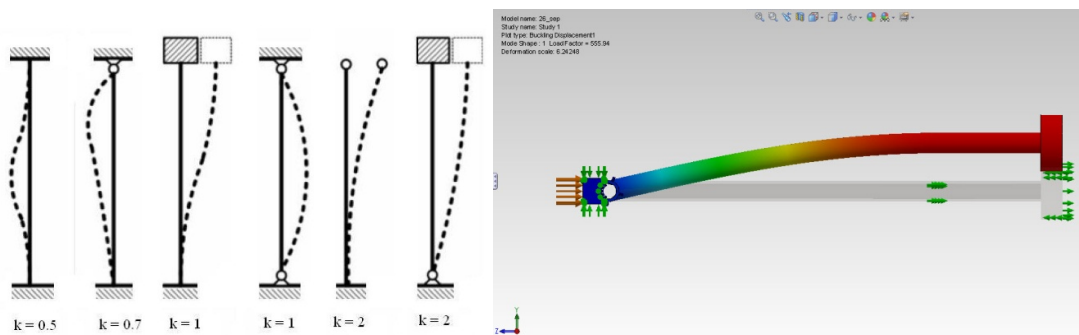 k = 0.5
k = 0.7
k = 1
k = 1
k = 2
k = 2
Model name: 26_sep
Study name: Study 1
Plot type: Buckling Displacement1
Mode Shape : 1 Load Factor = 555.94
Deformation scale: 6.24248
Y
Z